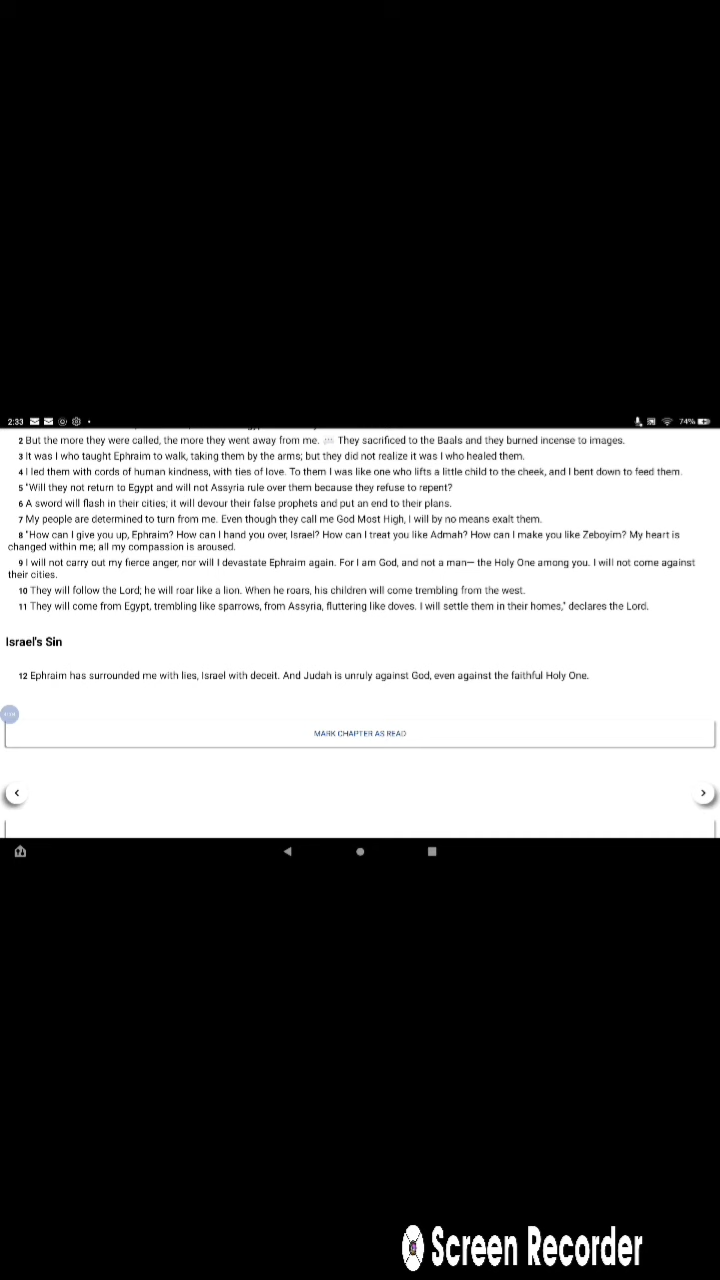 2:33
74%
2 But the more they were called, the more they went away from me. They sacrificed to the Baals and they burned incense to images.
3 It was I who taught Ephraim to walk, taking them by the arms; but they did not realize it was I who healed them.
4 I led them with cords of human kindness, with ties of love. To them I was like one who lifts a little child to the cheek, and I bent down to feed them.
5 "Will they not return to Egypt and will not Assyria rule over them because they refuse to repent?
6 A sword will flash in their cities; it will devour their false prophets and put an end to their plans.
7 My people are determined to turn from me. Even though they call me God Most High, I will by no means exalt them.
8 "How can I give you up, Ephraim? How can I hand you over, Israel? How can I treat you like Admah? How can I make you like Zeboyim? My heart is
changed within me; all my compassion is aroused.
9 I will not carry out my fierce anger, nor will I devastate Ephraim again. For I am God, and not a man— the Holy One among you. I will not come against
their cities.
10 They will follow the Lord; he will roar like a lion. When he roars, his children will come trembling from the west.
11 They will come from Egypt, trembling like sparrows, from Assyria, fluttering like doves. I will settle them in their homes," declares the Lord.
Israel's Sin
12 Ephraim has surrounded me with lies, Israel with deceit. And Judah is unruly against God, even against the faithful Holy One.
MARK CHAPTER AS READ
Screen Recorder